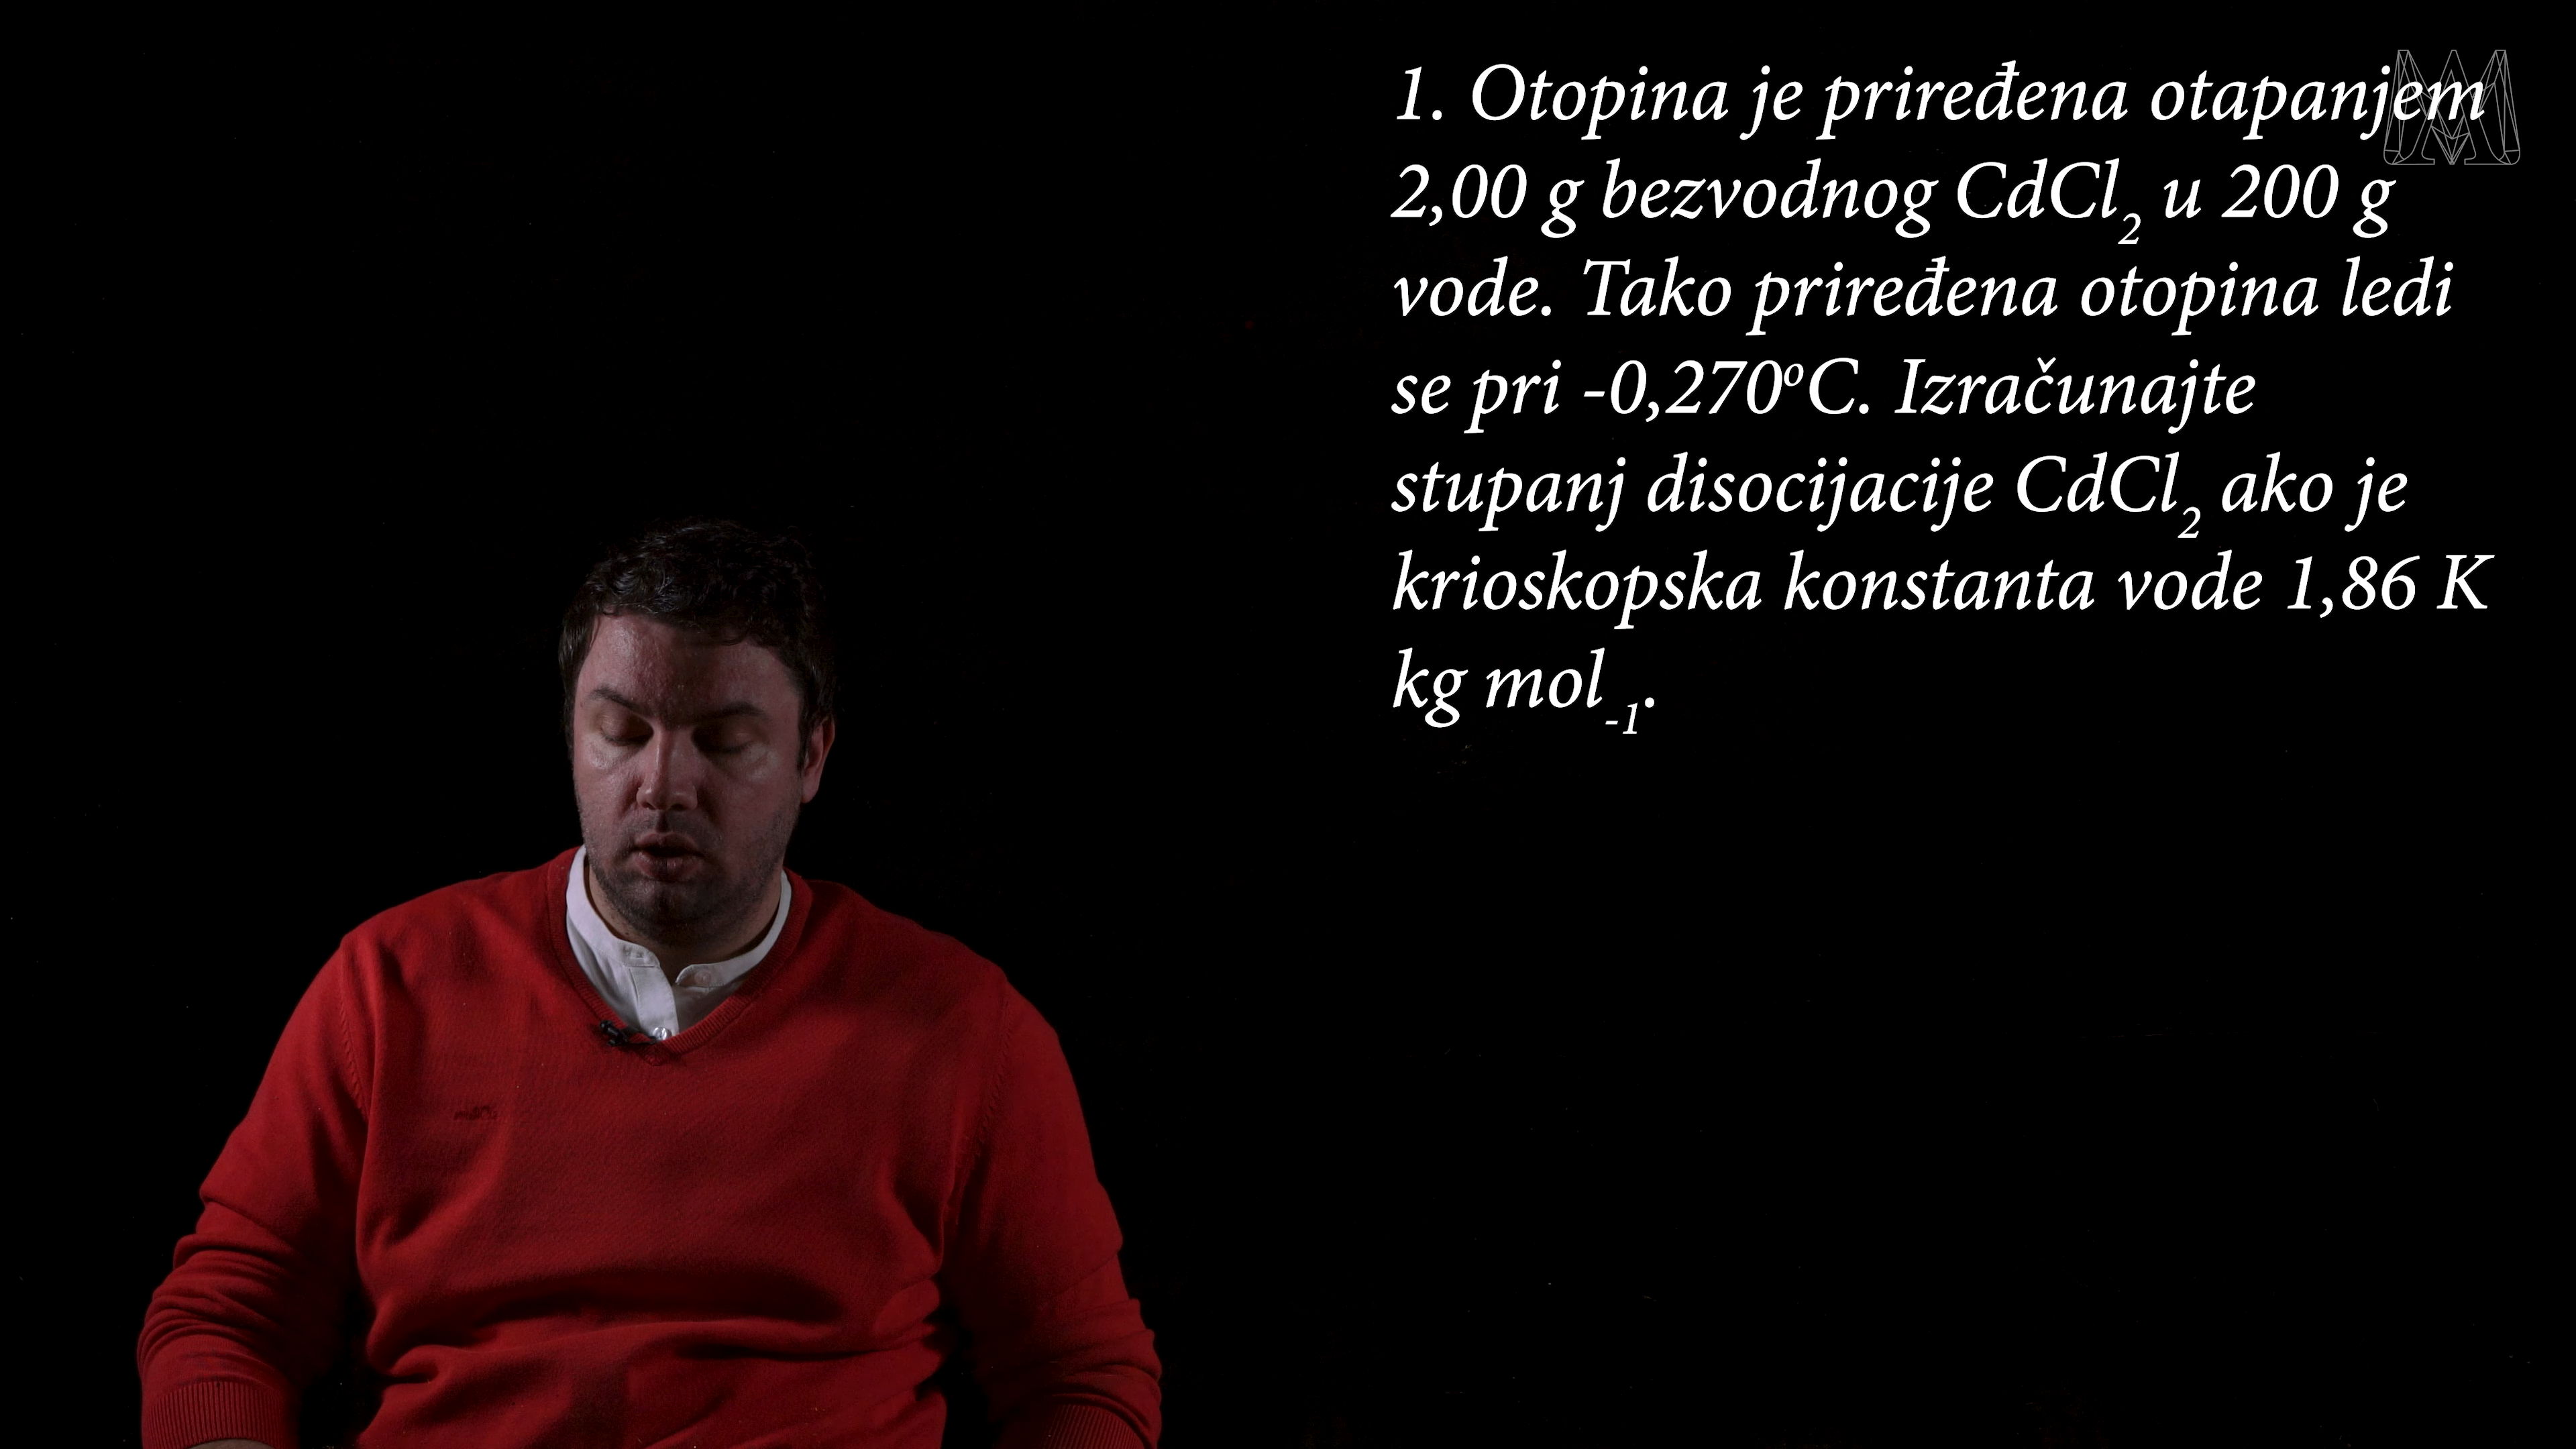 1. Otopina je priređena otapanjem
2,00 g bezvodnog CdCl₂ u 200 g
vode. Tako priređena otopina ledi
se pri -0,270ºC. Izračunajte
stupanj disocijacije CdCl₂ ako je
krioskopska konstanta vode 1,86 K
kg mol₋₁.